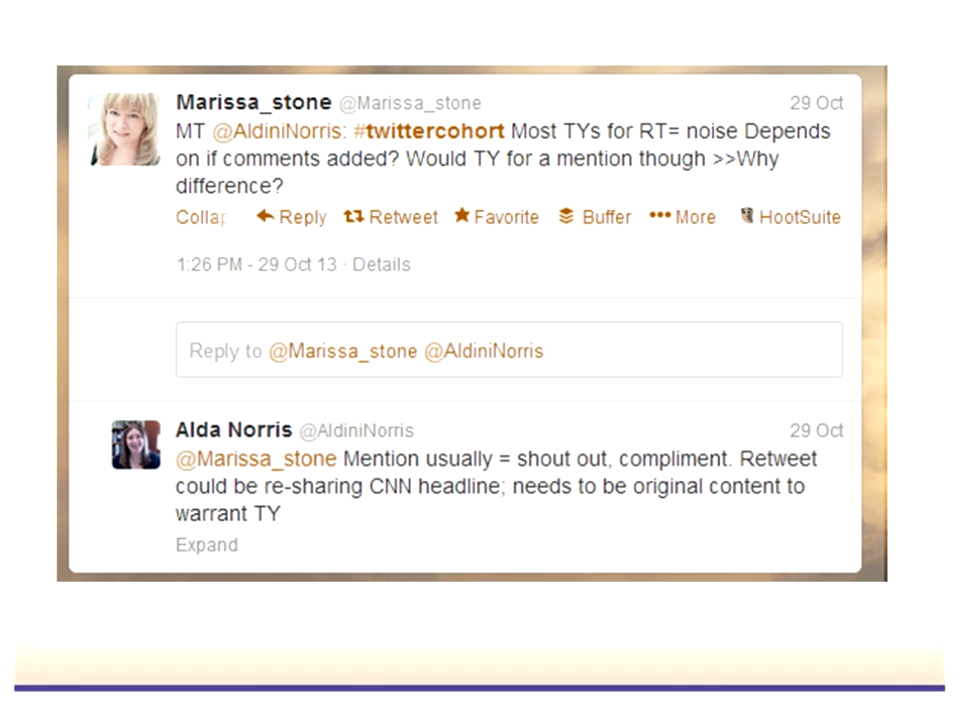 Marissa_stone @Marissa_stone 29 Oct
MT @AldiniNorris: #twittercohort Most TYs for RT= noise Depends
on if comments added? Would TY for a mention though >>Why
difference?
Collap Reply Retweet Favorite Buffer More HootSuite
1:26 PM - 29 Oct 13 · Details
Reply to @Marissa_stone @AldiniNorris
Alda Norris @AldiniNorris 29 Oct
@Marissa_stone Mention usually = shout out, compliment. Retweet
could be re-sharing CNN headline; needs to be original content to
warrant TY
Expand